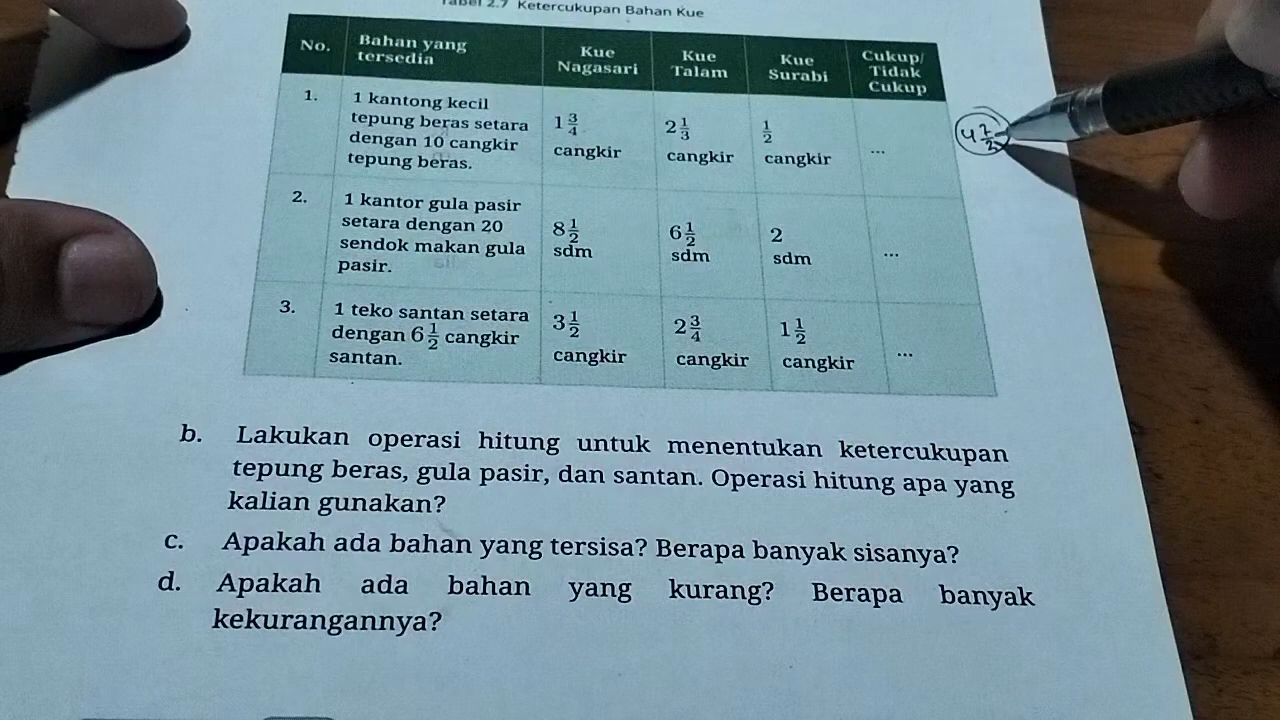 Tabel 2.7 Ketercukupan Bahan Kue
No. Bahan yang tersedia Kue Nagasari Kue Talam Kue Surabi Cukup/ Tidak Cukup
1. 1 kantong kecil tepung beras setara dengan 10 cangkir tepung beras. 1 3/4 cangkir 2 1/3 cangkir 1/2 cangkir ...
2. 1 kantor gula pasir setara dengan 20 sendok makan gula pasir. 8 1/2 sdm 6 1/2 sdm 2 sdm ...
3. 1 teko santan setara dengan 6 1/2 cangkir santan. 3 1/2 cangkir 2 3/4 cangkir 1 1/2 cangkir ...
b. Lakukan operasi hitung untuk menentukan ketercukupan
tepung beras, gula pasir, dan santan. Operasi hitung apa yang
kalian gunakan?
c. Apakah ada bahan yang tersisa? Berapa banyak sisanya?
d. Apakah ada bahan yang kurang? Berapa banyak
kekurangannya?